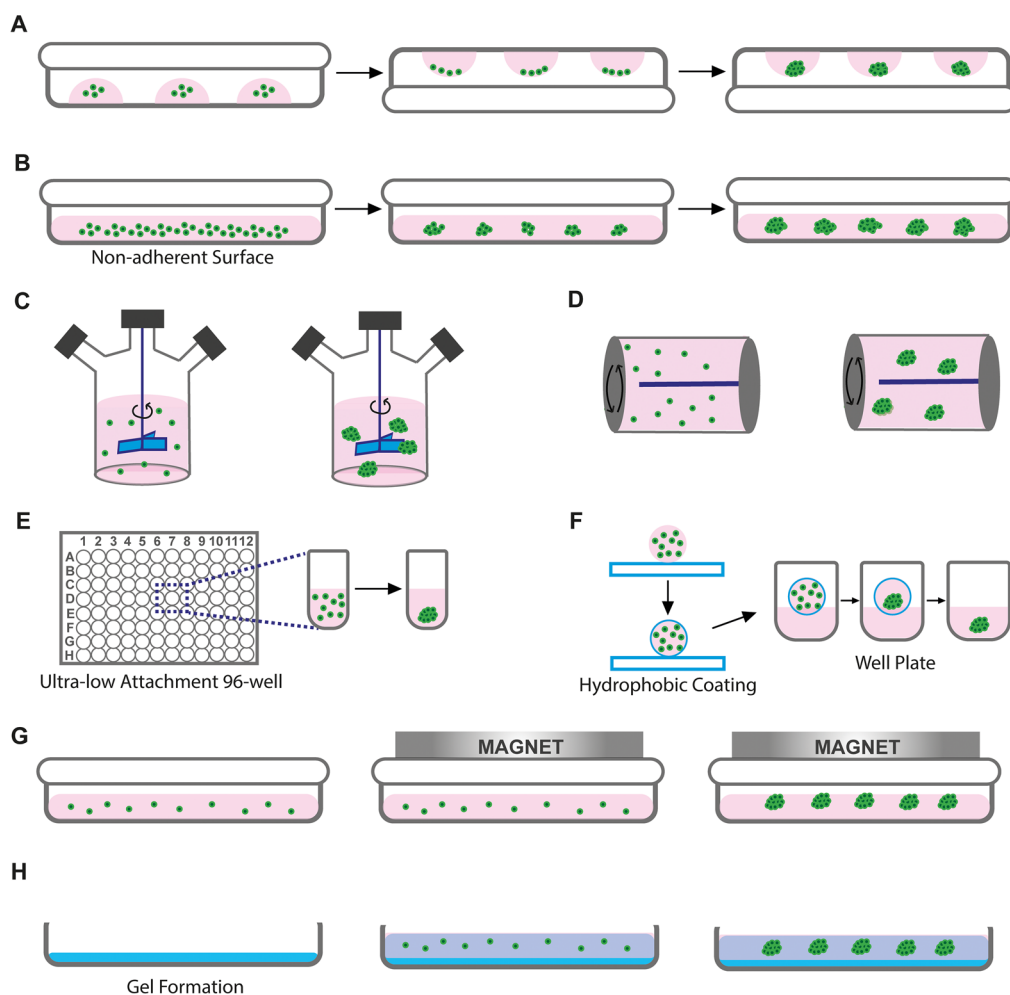 A
B
Non-adherent Surface
C
D
E
1 2 3 4 5 6 7 8 9 10 11 12
A
B
C
D
E
F
G
H
Ultra-low Attachment 96-well
F
Hydrophobic Coating
Well Plate
G
MAGNET
MAGNET
H
Gel Formation